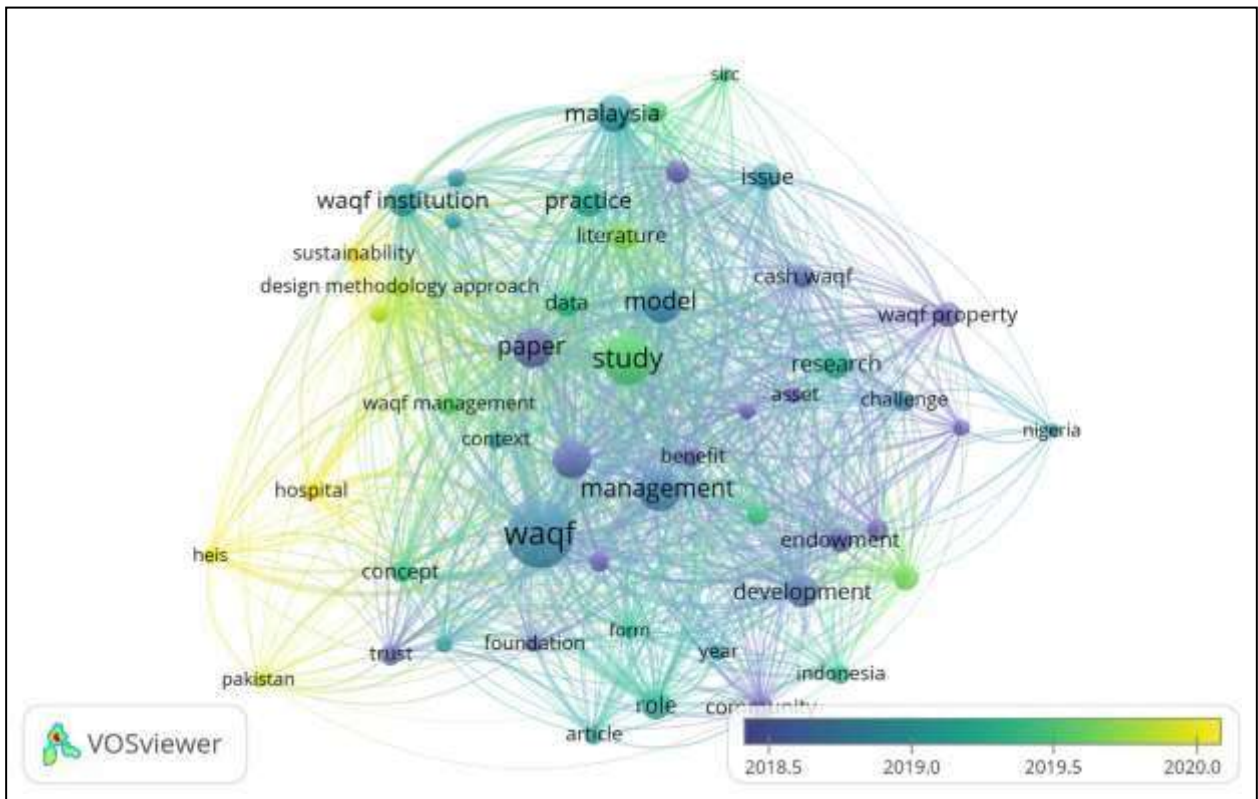 sirc
malaysia
issue
waqf institution
practice
literature
sustainability
cash waqf
design methodology approach
data
model
waqf property
paper
study
research
asset
challenge
waqf management
nigeria
context
benefit
management
hospital
waqf
endowment
heis
concept
development
form
foundation
year
trust
indonesia
pakistan
role
community
article
VOSviewer
2018.5
2019.0
2019.5
2020.0